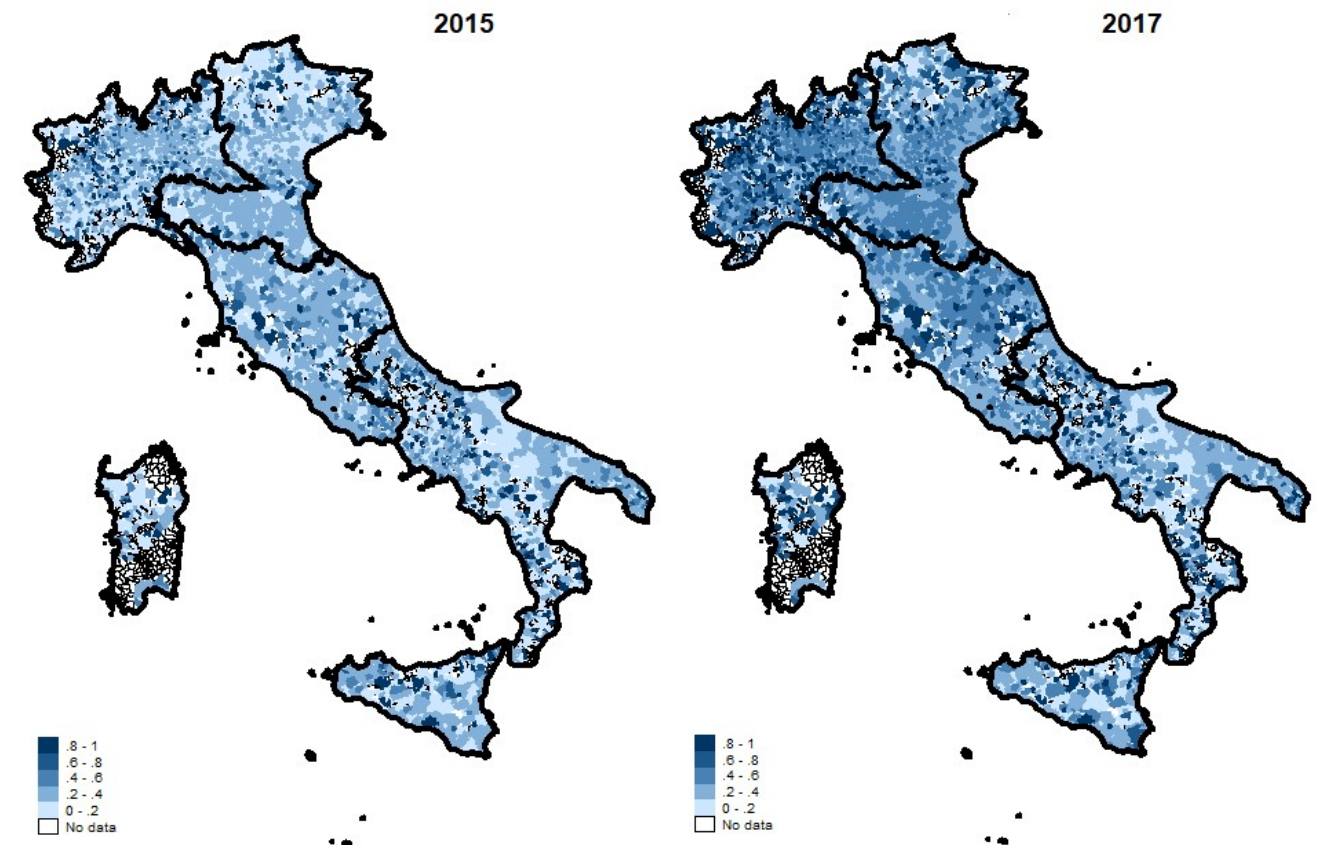 2015
2017
.8 - 1
.6 - .8
.4 - .6
.2 - .4
0 - .2
No data
.8 - 1
.6 - .8
.4 - .6
.2 - .4
0 - .2
No data